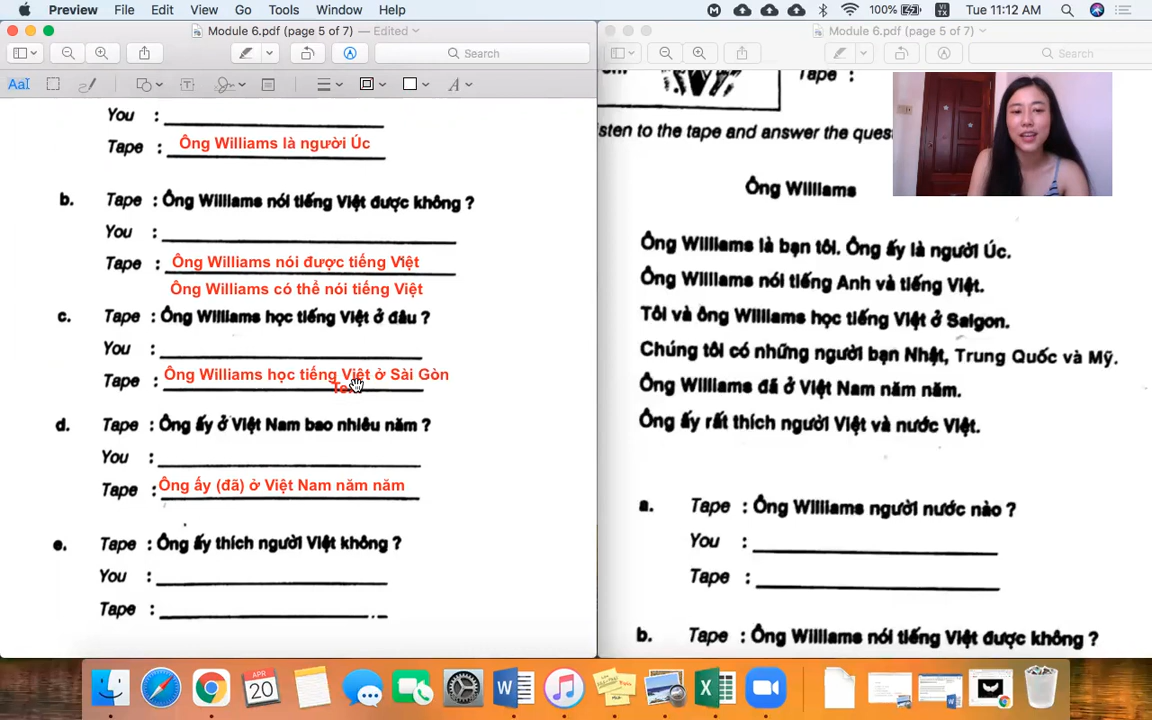 Preview File Edit View Go Tools Window Help
100% VI TX Tue 11:12 AM
Module 6.pdf (page 5 of 7) — Edited
Search
You :
Tape : Ông Williams là người Úc
b. Tape : Ông Williams nói tiếng Việt được không ?
You :
Tape : Ông Williams nói được tiếng Việt
Ông Williams có thể nói tiếng Việt
c. Tape : Ông Williams học tiếng Việt ở đâu ?
You :
Tape : Ông Williams học tiếng Việt ở Sài Gòn
d. Tape : Ông ấy ở Việt Nam bao nhiêu năm ?
You :
Tape : Ông ấy (đã) ở Việt Nam năm năm
e. Tape : Ông ấy thích người Việt không ?
You :
Tape :
Module 6.pdf (page 5 of 7)
Search
Tape :
listen to the tape and answer the ques
Ông Williams
Ông Williams là bạn tôi. Ông ấy là người Úc.
Ông Williams nói tiếng Anh và tiếng Việt.
Tôi và ông Williams học tiếng Việt ở Saigon.
Chúng tôi có những người bạn Nhật, Trung Quốc và Mỹ.
Ông Williams đã ở Việt Nam năm năm.
Ông ấy rất thích người Việt và nước Việt.
a. Tape : Ông Williams người nước nào ?
You :
Tape :
b. Tape : Ông Williams nói tiếng Việt được không ?
APR 20